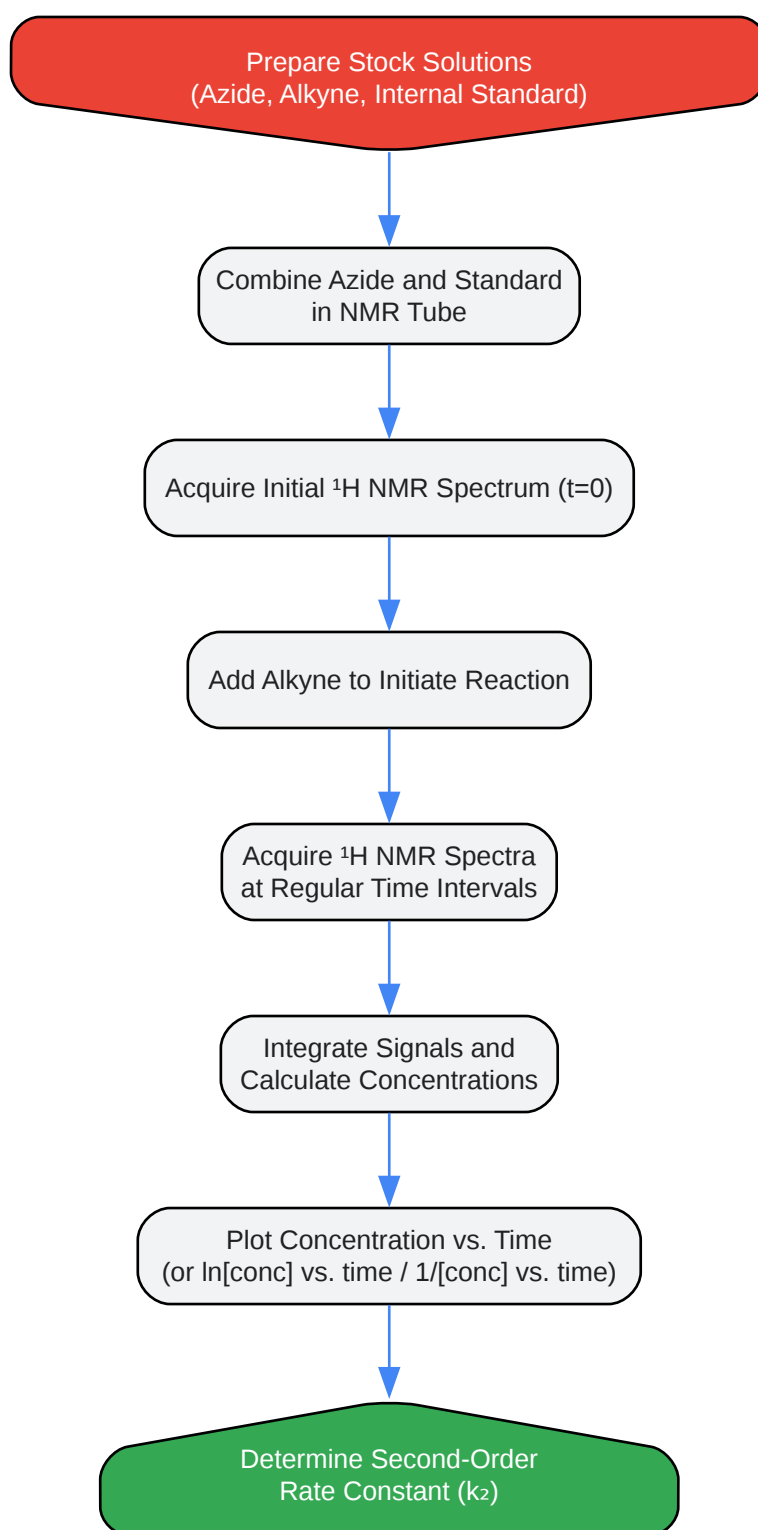 Prepare Stock Solutions
(Azide, Alkyne, Internal Standard)
Combine Azide and Standard
in NMR Tube
Acquire Initial ¹H NMR Spectrum (t=0)
Add Alkyne to Initiate Reaction
Acquire ¹H NMR Spectra
at Regular Time Intervals
Integrate Signals and
Calculate Concentrations
Plot Concentration vs. Time
(or ln[conc] vs. time / 1/[conc] vs. time)
Determine Second-Order
Rate Constant (k₂)